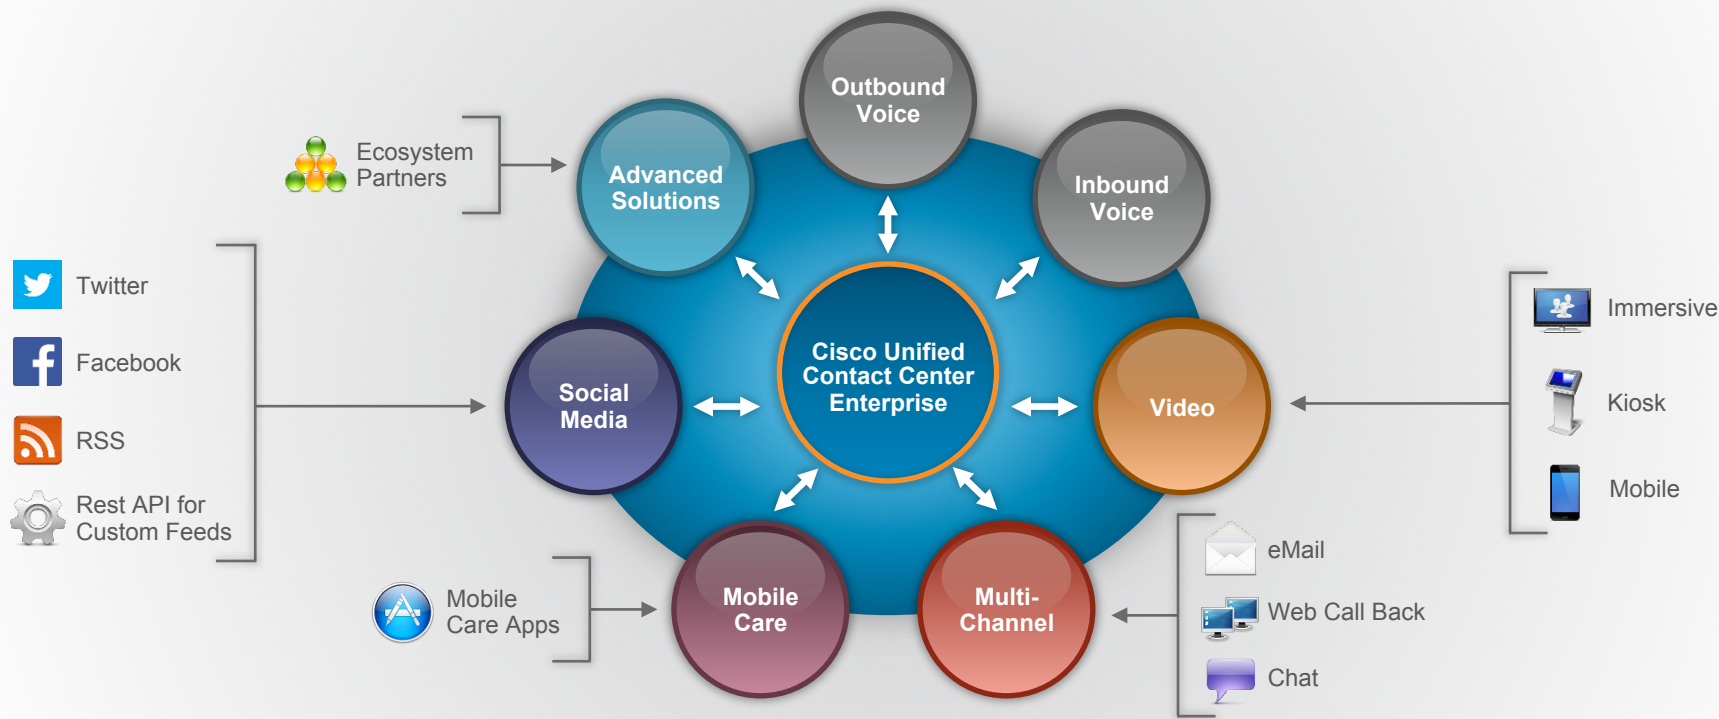 Outbound
Voice
Ecosystem
Partners
Advanced
Solutions
Inbound
Voice
Twitter
Facebook
RSS
Rest API for
Custom Feeds
Social
Media
Cisco Unified
Contact Center
Enterprise
Video
Immersive
Kiosk
Mobile
Mobile
Care Apps
Mobile
Care
Multi-
Channel
eMail
Web Call Back
Chat